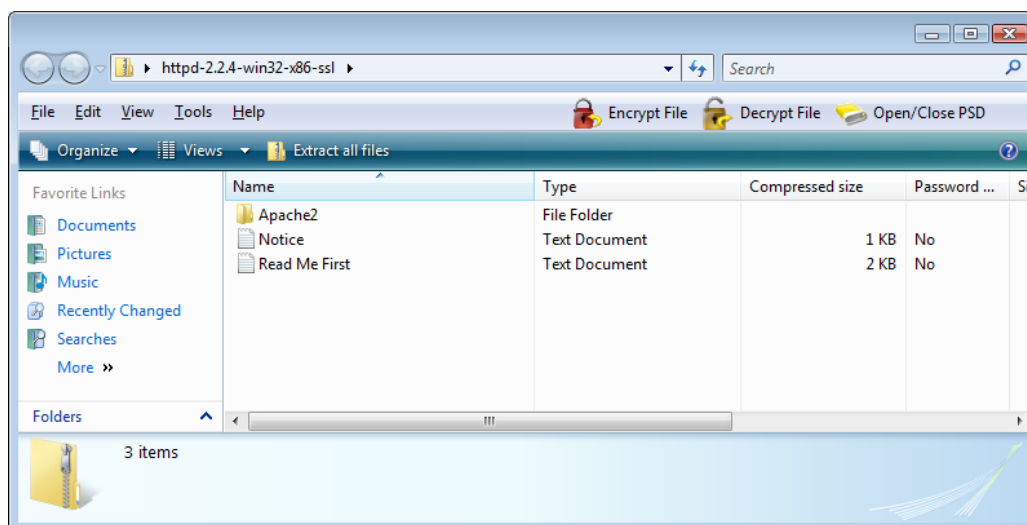 httpd-2.2.4-win32-x86-ssl
Search
File Edit View Tools Help Encrypt File Decrypt File Open/Close PSD
Organize Views Extract all files
Favorite Links
Documents
Pictures
Music
Recently Changed
Searches
More »
Folders
Name Type Compressed size Password ... Si
Apache2 File Folder
Notice Text Document 1 KB No
Read Me First Text Document 2 KB No
3 items